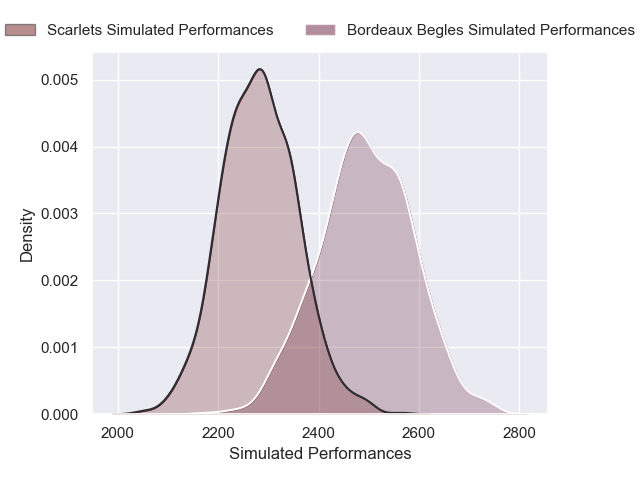 Scarlets Simulated Performances
Bordeaux Begles Simulated Performances
0.005
0.004
0.003
0.002
0.001
0.000
Density
2000
2200
2400
2600
2800
Simulated Performances